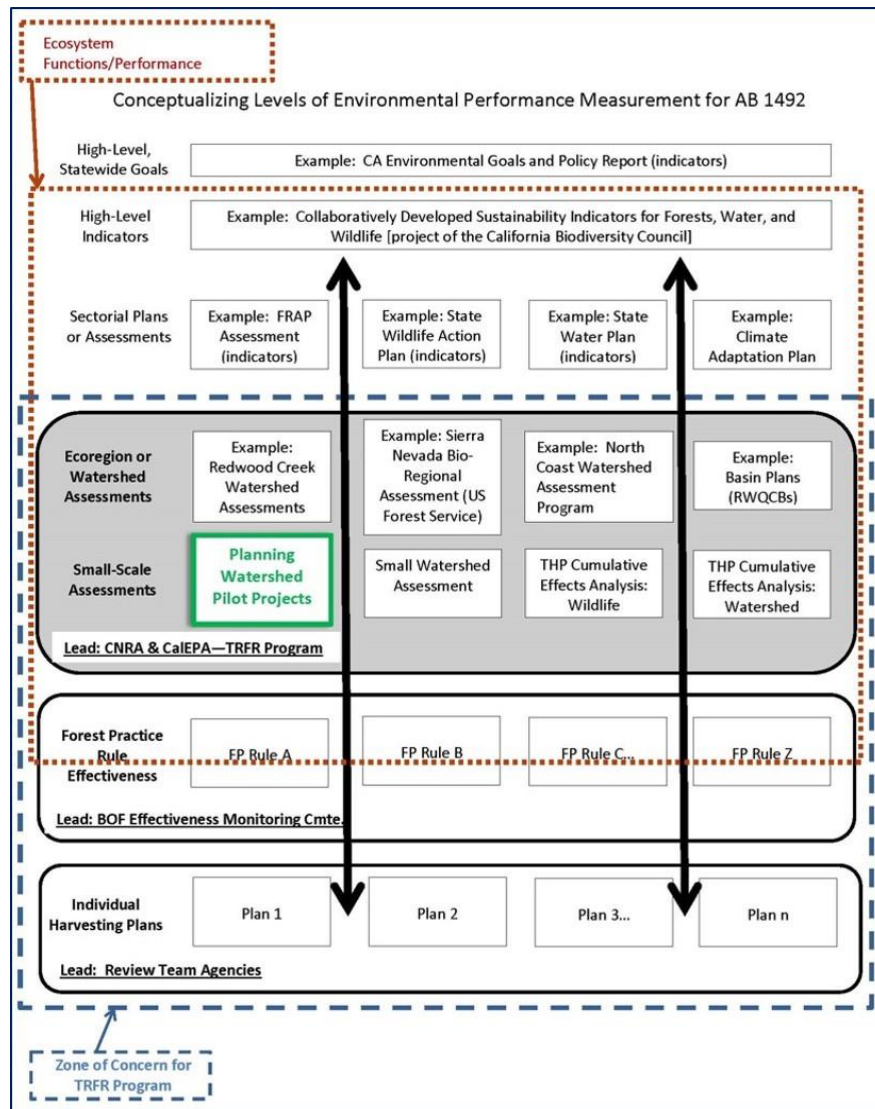 Ecosystem
Functions/Performance
Conceptualizing Levels of Environmental Performance Measurement for AB 1492
High-Level,
Statewide Goals
Example: CA Environmental Goals and Policy Report (indicators)
High-Level
Indicators
Example: Collaboratively Developed Sustainability Indicators for Forests, Water, and
Wildlife [project of the California Biodiversity Council]
Sectorial Plans
or Assessments
Example: FRAP
Assessment
(indicators)
Example: State
Wildlife Action
Plan (indicators)
Example: State
Water Plan
(indicators)
Example:
Climate
Adaptation Plan
Ecoregion or
Watershed
Assessments
Example:
Redwood Creek
Watershed
Assessments
Example: Sierra
Nevada Bio-
Regional
Assessment (US
Forest Service)
Example: North
Coast Watershed
Assessment
Program
Example:
Basin Plans
(RWQCBs)
Small-Scale
Assessments
Planning
Watershed
Pilot Projects
Small Watershed
Assessment
THP Cumulative
Effects Analysis:
Wildlife
THP Cumulative
Effects Analysis:
Watershed
Lead: CNRA & CalEPA—TRFR Program
Forest Practice
Rule
Effectiveness
FP Rule A
FP Rule B
FP Rule C...
FP Rule Z
Lead: BOF Effectiveness Monitoring Cmte.
Individual
Harvesting Plans
Plan 1
Plan 2
Plan 3...
Plan n
Lead: Review Team Agencies
Zone of Concern for
TRFR Program